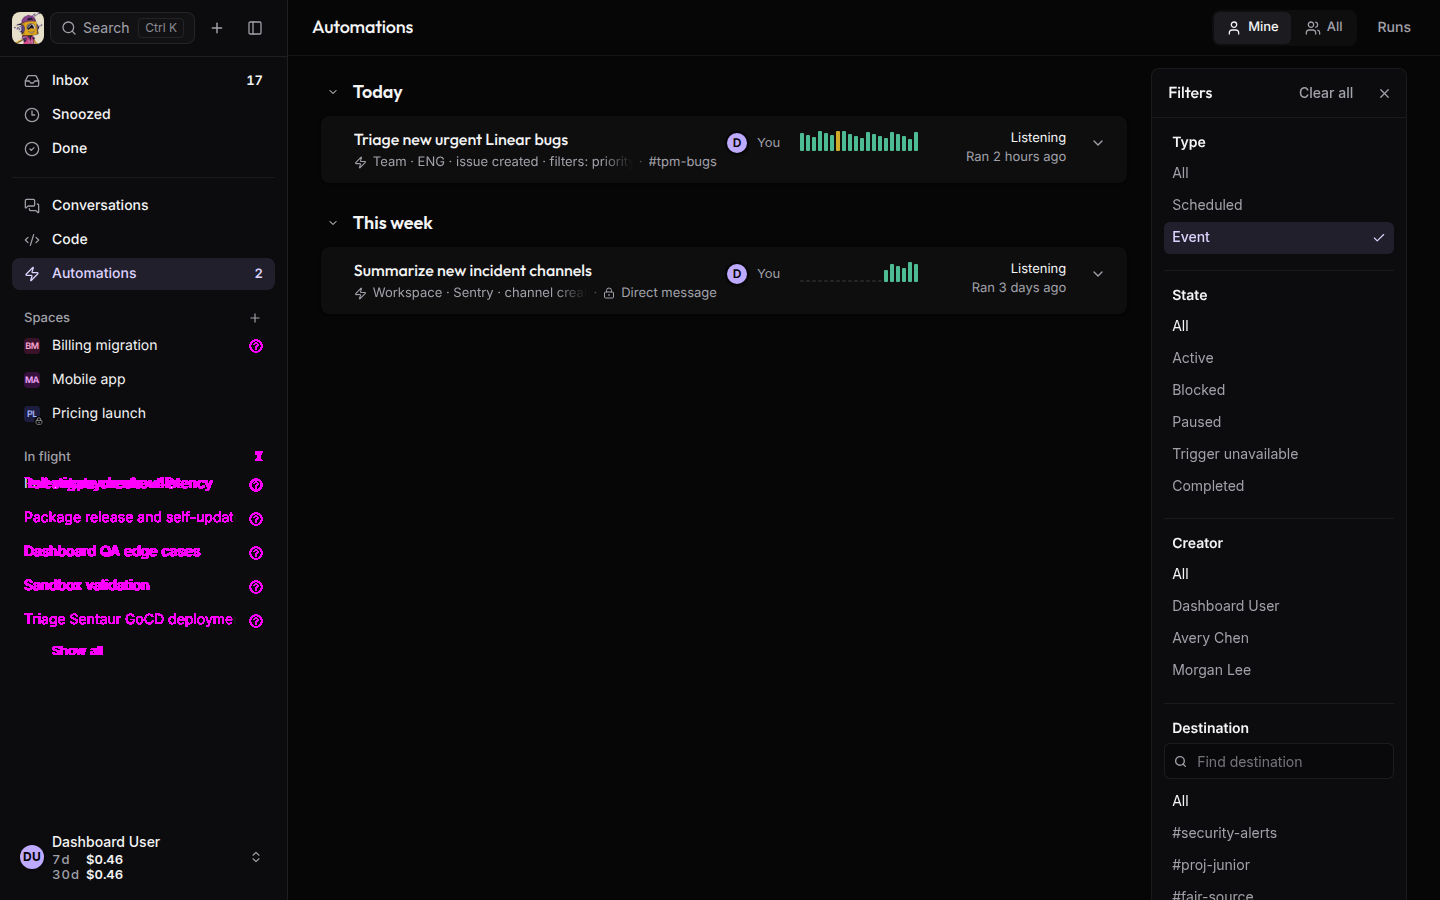 Search Ctrl K
Inbox 17
Snoozed
Done
Conversations
Code
Automations 2
Spaces
BM Billing migration
MA Mobile app
PL Pricing launch
In flight
Package release and self-updat
Dashboard QA edge cases
Sandbox validation
Triage Sentaur GoCD deployme
Show all
DU Dashboard User
7d $0.46
30d $0.46
Automations
Mine All Runs
Today
Triage new urgent Linear bugs
Team · ENG · issue created · filters: priorit · #tpm-bugs
D You
Listening
Ran 2 hours ago
This week
Summarize new incident channels
Workspace · Sentry · channel crea · Direct message
D You
Listening
Ran 3 days ago
Filters Clear all
Type
All
Scheduled
Event
State
All
Active
Blocked
Paused
Trigger unavailable
Completed
Creator
All
Dashboard User
Avery Chen
Morgan Lee
Destination
Find destination
All
#security-alerts
#proj-junior
#fair-source